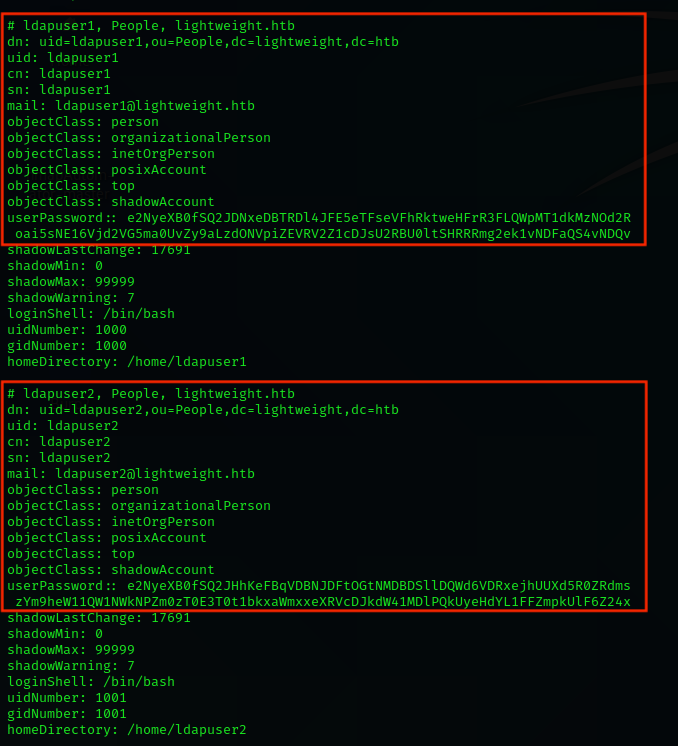 # ldapuser1, People, lightweight.htb
dn: uid=ldapuser1,ou=People,dc=lightweight,dc=htb
uid: ldapuser1
cn: ldapuser1
sn: ldapuser1
mail: ldapuser1@lightweight.htb
objectClass: person
objectClass: organizationalPerson
objectClass: inetOrgPerson
objectClass: posixAccount
objectClass: top
objectClass: shadowAccount
userPassword:: e2NyeXB0fSQ2JDNxeDBTRDl4JFE5eTFseVFhRktweHFrR3FLQWpMT1dkMzNOd2R
oai5sNE16Vjd2VG5ma0UvZy9aLzdONVpiZEVRV2Z1cDJsU2RBU0ltSHRRRmg2ek1vNDFaQS4vNDQv
shadowLastChange: 17691
shadowMin: 0
shadowMax: 99999
shadowWarning: 7
loginShell: /bin/bash
uidNumber: 1000
gidNumber: 1000
homeDirectory: /home/ldapuser1
# ldapuser2, People, lightweight.htb
dn: uid=ldapuser2,ou=People,dc=lightweight,dc=htb
uid: ldapuser2
cn: ldapuser2
sn: ldapuser2
mail: ldapuser2@lightweight.htb
objectClass: person
objectClass: organizationalPerson
objectClass: inetOrgPerson
objectClass: posixAccount
objectClass: top
objectClass: shadowAccount
userPassword:: e2NyeXB0fSQ2JHhKeFBqVDBNJDFtOGtNMDBDSllDQWd6VDRxejhUUXd5R0ZRdms
zYm9heW11QW1NWkNPZm0zT0E3T0t1bkxaWmxxeXRVcDJkdW41MDlPQkUyeHdYL1FFZmpkUlF6Z24x
shadowLastChange: 17691
shadowMin: 0
shadowMax: 99999
shadowWarning: 7
loginShell: /bin/bash
uidNumber: 1001
gidNumber: 1001
homeDirectory: /home/ldapuser2